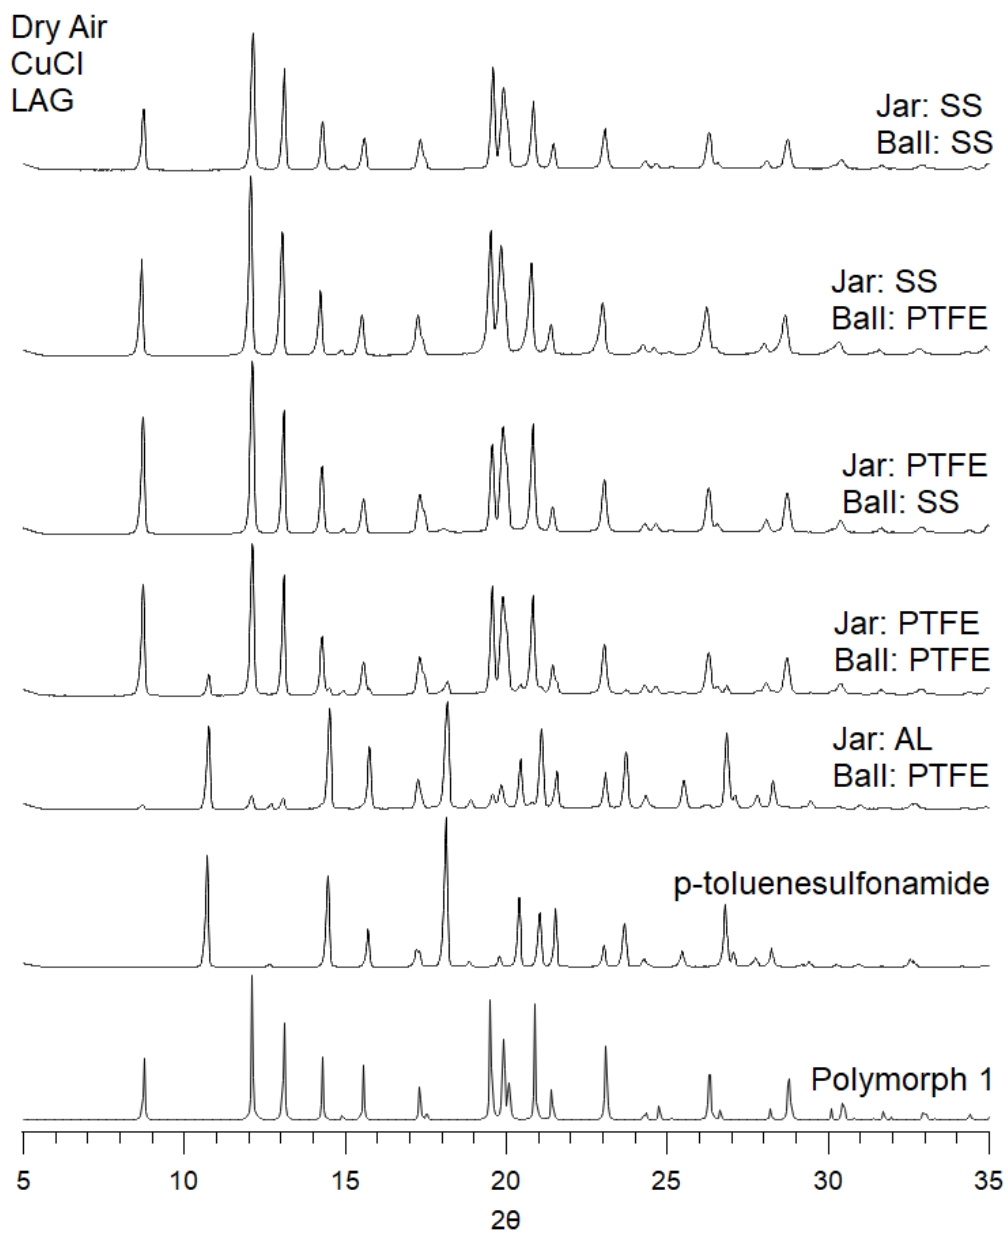 Dry Air
CuCl
LAG
Jar: SS
Ball: SS
Jar: SS
Ball: PTFE
Jar: PTFE
Ball: SS
Jar: PTFE
Ball: PTFE
Jar: AL
Ball: PTFE
p-toluenesulfonamide
Polymorph 1
5 10 15 20 25 30 35
2θ